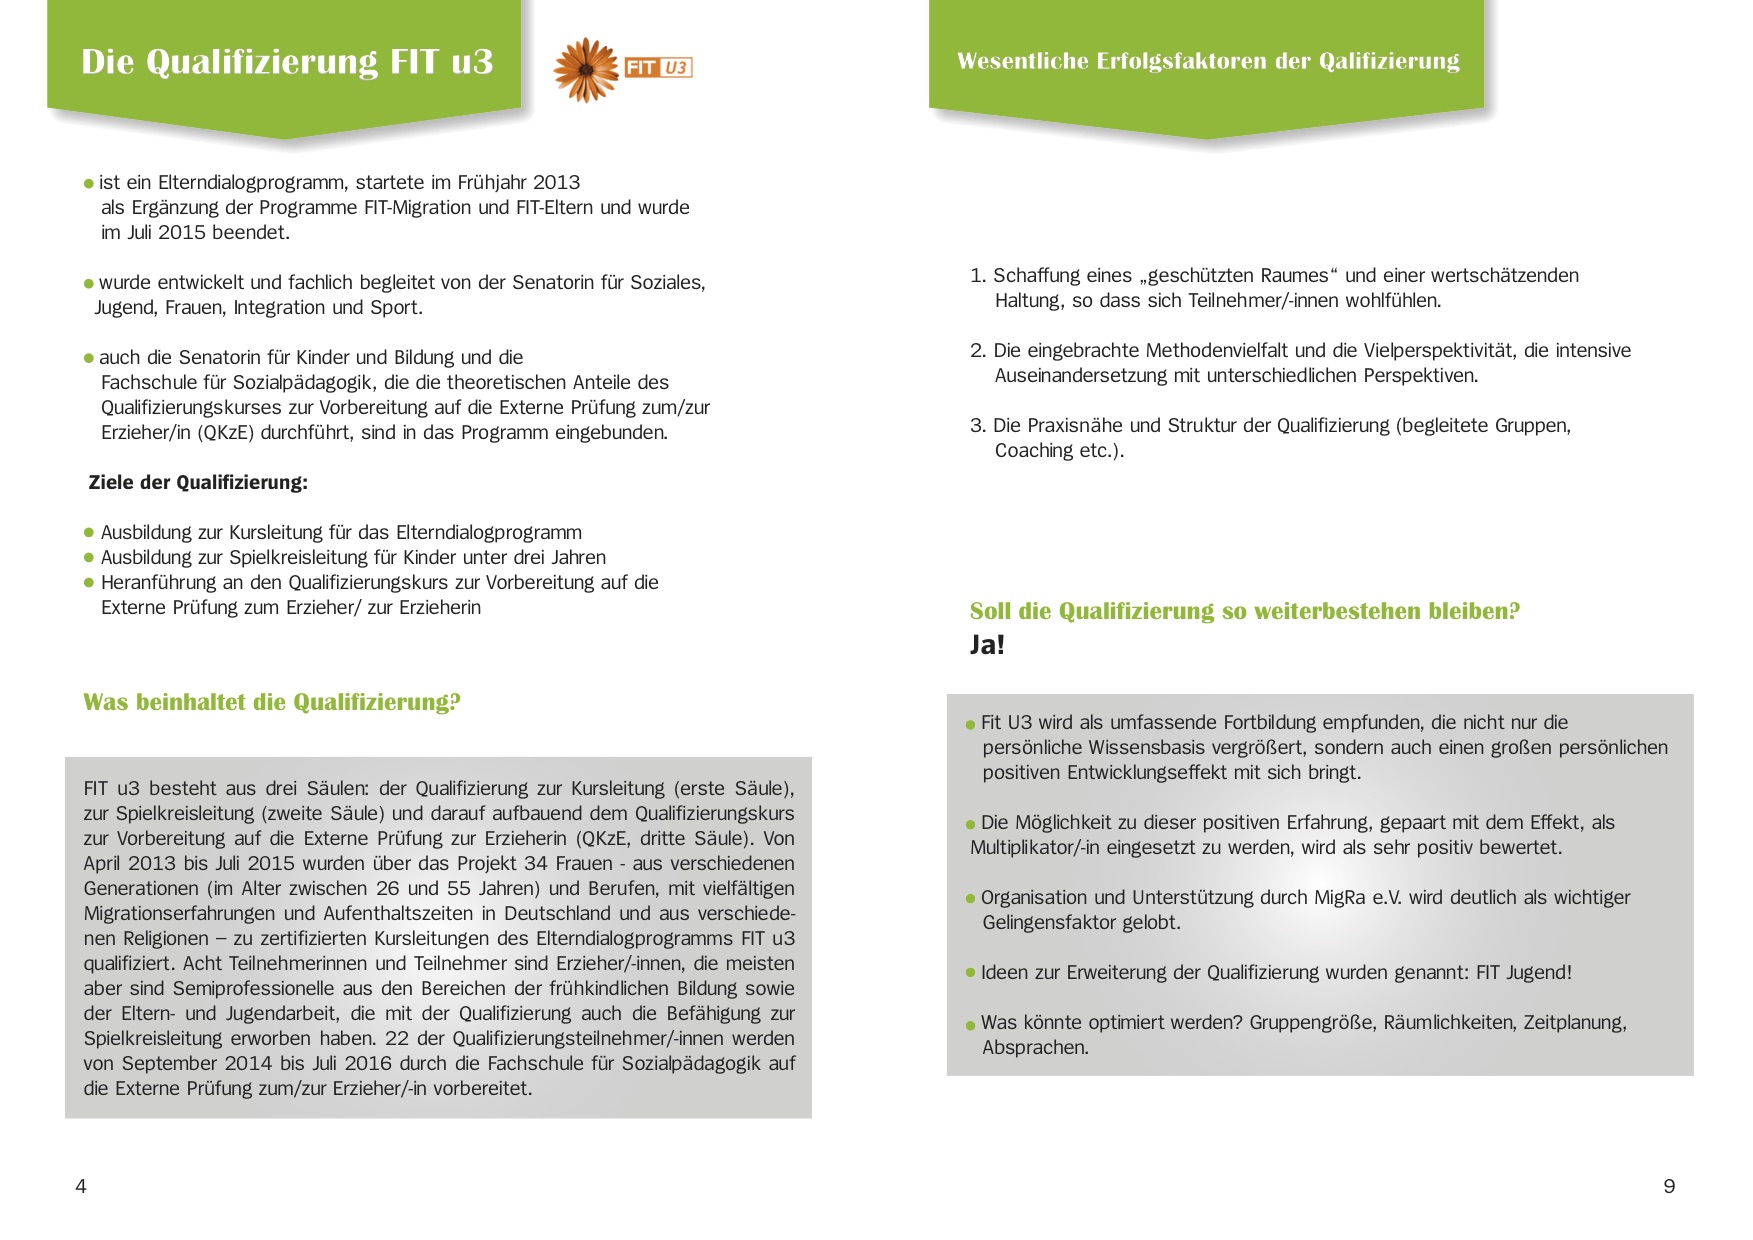 Die Qualifizierung FIT u3
FIT U3
● ist ein Elterndialogprogramm, startete im Frühjahr 2013
als Ergänzung der Programme FIT-Migration und FIT-Eltern und wurde
im Juli 2015 beendet.
● wurde entwickelt und fachlich begleitet von der Senatorin für Soziales,
Jugend, Frauen, Integration und Sport.
● auch die Senatorin für Kinder und Bildung und die
Fachschule für Sozialpädagogik, die die theoretischen Anteile des
Qualifizierungskurses zur Vorbereitung auf die Externe Prüfung zum/zur
Erzieher/in (QKzE) durchführt, sind in das Programm eingebunden.
Ziele der Qualifizierung:
● Ausbildung zur Kursleitung für das Elterndialogprogramm
● Ausbildung zur Spielkreisleitung für Kinder unter drei Jahren
● Heranführung an den Qualifizierungskurs zur Vorbereitung auf die
Externe Prüfung zum Erzieher/ zur Erzieherin
Was beinhaltet die Qualifizierung?
FIT u3 besteht aus drei Säulen: der Qualifizierung zur Kursleitung (erste Säule),
zur Spielkreisleitung (zweite Säule) und darauf aufbauend dem Qualifizierungskurs
zur Vorbereitung auf die Externe Prüfung zur Erzieherin (QKzE, dritte Säule). Von
April 2013 bis Juli 2015 wurden über das Projekt 34 Frauen - aus verschiedenen
Generationen (im Alter zwischen 26 und 55 Jahren) und Berufen, mit vielfältigen
Migrationserfahrungen und Aufenthaltszeiten in Deutschland und aus verschiede-
nen Religionen – zu zertifizierten Kursleitungen des Elterndialogprogramms FIT u3
qualifiziert. Acht Teilnehmerinnen und Teilnehmer sind Erzieher/-innen, die meisten
aber sind Semiprofessionelle aus den Bereichen der frühkindlichen Bildung sowie
der Eltern- und Jugendarbeit, die mit der Qualifizierung auch die Befähigung zur
Spielkreisleitung erworben haben. 22 der Qualifizierungsteilnehmer/-innen werden
von September 2014 bis Juli 2016 durch die Fachschule für Sozialpädagogik auf
die Externe Prüfung zum/zur Erzieher/-in vorbereitet.
4
Wesentliche Erfolgsfaktoren der Qalifizierung
1. Schaffung eines „geschützten Raumes“ und einer wertschätzenden
Haltung, so dass sich Teilnehmer/-innen wohlfühlen.
2. Die eingebrachte Methodenvielfalt und die Vielperspektivität, die intensive
Auseinandersetzung mit unterschiedlichen Perspektiven.
3. Die Praxisnähe und Struktur der Qualifizierung (begleitete Gruppen,
Coaching etc.).
Soll die Qualifizierung so weiterbestehen bleiben?
Ja!
● Fit U3 wird als umfassende Fortbildung empfunden, die nicht nur die
persönliche Wissensbasis vergrößert, sondern auch einen großen persönlichen
positiven Entwicklungseffekt mit sich bringt.
● Die Möglichkeit zu dieser positiven Erfahrung, gepaart mit dem Effekt, als
Multiplikator/-in eingesetzt zu werden, wird als sehr positiv bewertet.
● Organisation und Unterstützung durch MigRa e.V. wird deutlich als wichtiger
Gelingensfaktor gelobt.
● Ideen zur Erweiterung der Qualifizierung wurden genannt: FIT Jugend!
● Was könnte optimiert werden? Gruppengröße, Räumlichkeiten, Zeitplanung,
Absprachen.
9